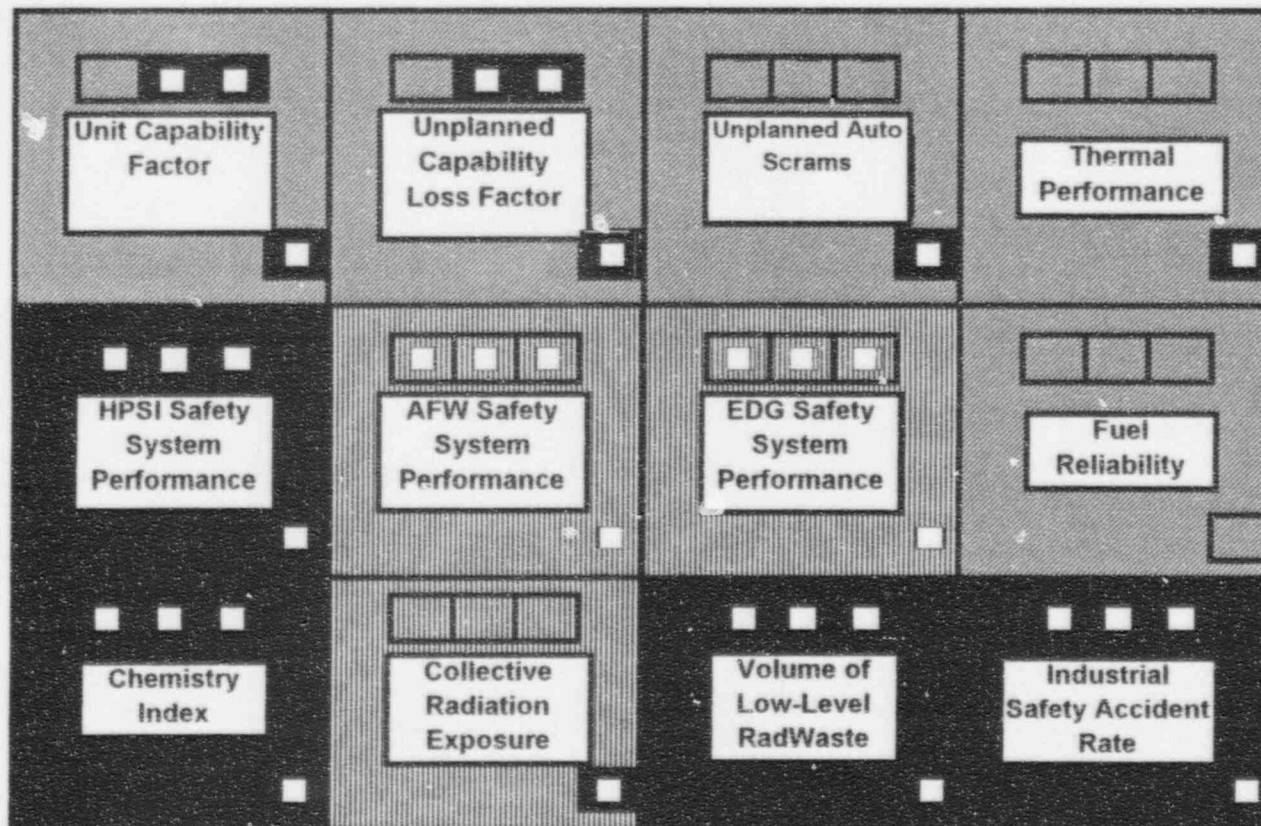 Unit Capability
Factor
Unplanned
Capability
Loss Factor
Unplanned Auto
Scrams
Thermal
Performance
HPSI Safety
System
Performance
AFW Safety
System
Performance
EDG Safety
System
Performance
Fuel
Reliability
Chemistry
Index
Collective
Radiation
Exposure
Volume of
Low-Level
RadWaste
Industrial
Safety Accident
Rate